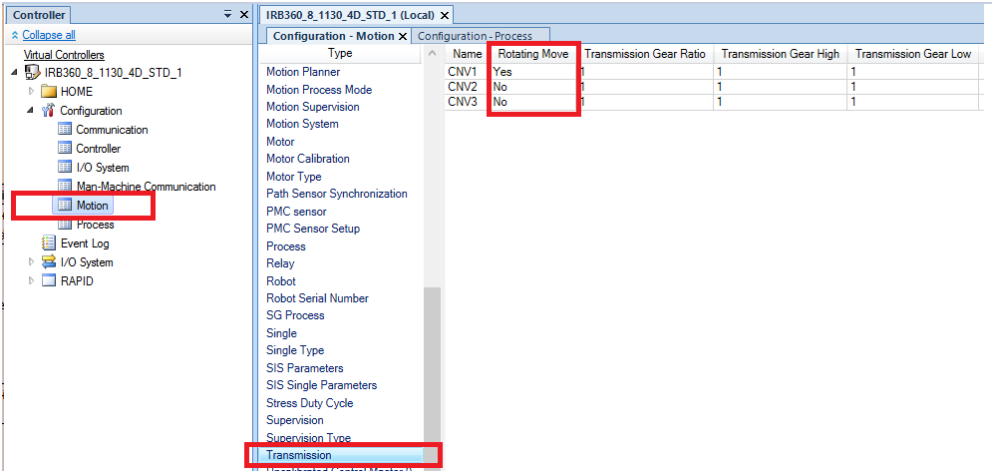 Controller
Collapse all
Virtual Controllers
IRB360_8_1130_4D_STD_1
HOME
Configuration
Communication
Controller
I/O System
Man-Machine Communication
Motion
Process
Event Log
I/O System
RAPID
IRB360_8_1130_4D_STD_1 (Local) X
Configuration - Motion X Configuration - Process
Type
Motion Planner
Motion Process Mode
Motion Supervision
Motion System
Motor
Motor Calibration
Motor Type
Path Sensor Synchronization
PMC sensor
PMC Sensor Setup
Process
Relay
Robot
Robot Serial Number
SG Process
Single
Single Type
SIS Parameters
SIS Single Parameters
Stress Duty Cycle
Supervision
Supervision Type
Transmission
Name Rotating Move Transmission Gear Ratio Transmission Gear High Transmission Gear Low
CNV1 Yes 1 1 1
CNV2 No 1 1 1
CNV3 No 1 1 1